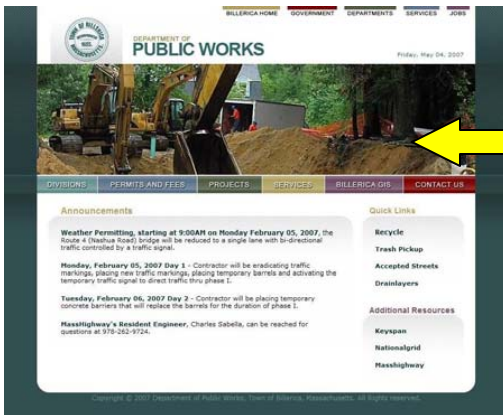 BILLERICA HOME GOVERNMENT DEPARTMENTS SERVICES JOBS
TOWN OF BILLERICA
MASSACHUSETTS
DEPARTMENT OF
PUBLIC WORKS
Friday, May 04, 2007
DIVISIONS PERMITS AND FEES PROJECTS SERVICES BILLERICA GIS CONTACT US
Announcements
Weather Permitting, starting at 9:00AM on Monday February 05, 2007, the
Route 4 (Nashua Road) bridge will be reduced to a single lane with bi-directional
traffic controlled by a traffic signal.
Monday, February 05, 2007 Day 1 - Contractor will be eradicating traffic
markings, placing new traffic markings, placing temporary barrels and activating the
temporary traffic signal to direct traffic thru phase I.
Tuesday, February 06, 2007 Day 2 - Contractor will be placing temporary
concrete barriers that will replace the barrels for the duration of phase I.
MassHighway's Resident Engineer, Charles Sabella, can be reached for
questions at 978-262-9724.
Quick Links
Recycle
Trash Pickup
Accepted Streets
Drainlayers
Additional Resources
Keyspan
Nationalgrid
Masshighway
Copyright © 2007 Department of Public Works, Town of Billerica, Massachusetts. All Rights reserved.